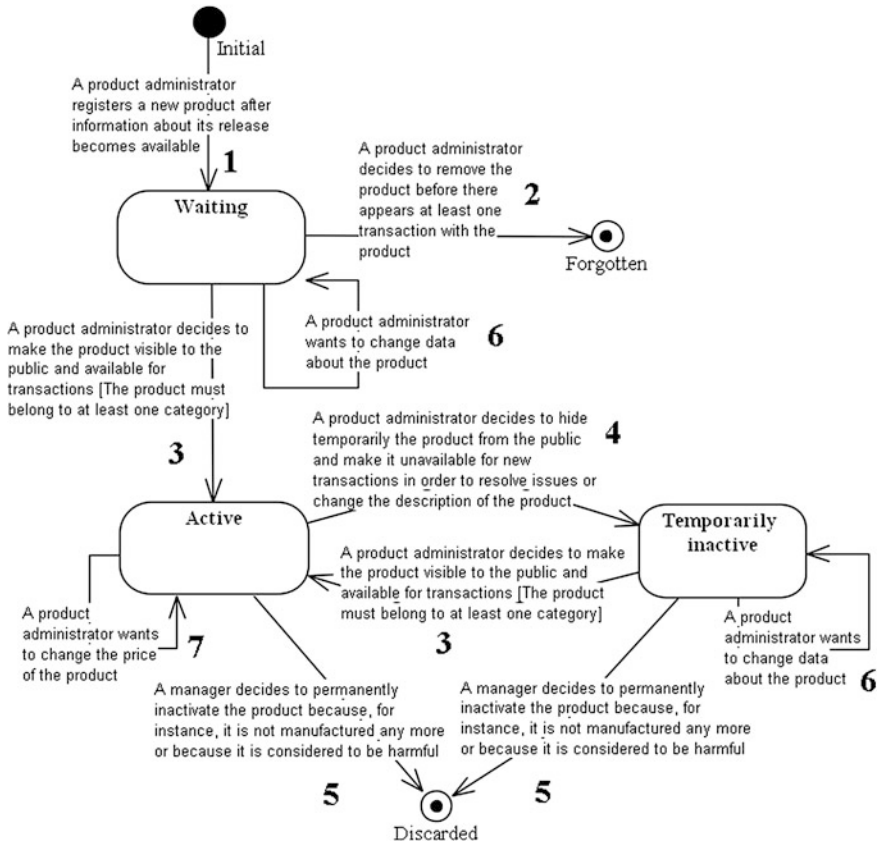 Initial
A product administrator
registers a new product after
information about its release
becomes available
1
Waiting
A product administrator
decides to remove the
product before there
appears at least one
transaction with the
product
2
Forgotten
A product administrator decides to
make the product visible to the
public and available for
transactions [The product must
belong to at least one category]
3
A product administrator
wants to change data
about the product
6
A product administrator decides to hide
temporarily the product from the public
and make it unavailable for new
transactions in order to resolve issues or
change the description of the product
4
Active
Temporarily
inactive
A product administrator decides to make
the product visible to the public and
available for transactions [The product
must belong to at least one category]
3
A product
administrator wants
to change the price
of the product
7
A product
administrator wants
to change data
about the product
6
A manager decides to permanently
inactivate the product because, for
instance, it is not manufactured any more
or because it is considered to be harmful
5
A manager decides to permanently
inactivate the product because, for
instance, it is not manufactured any more
or because it is considered to be harmful
5
Discarded